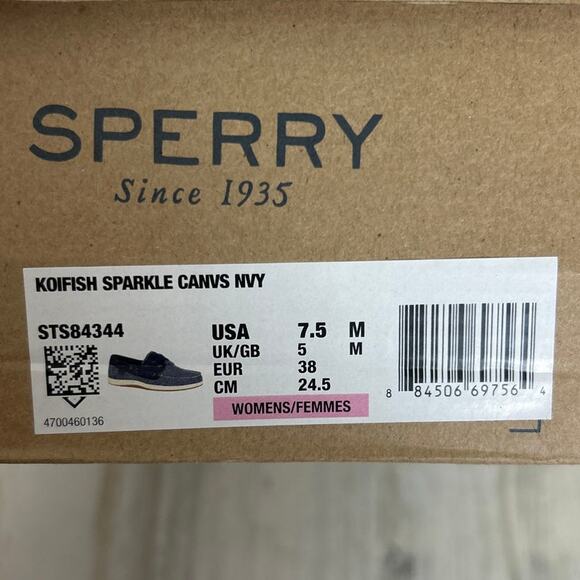 SPERRY
Since 1935
KOIFISH SPARKLE CANVS NVY
STS84344
USA 7.5 M
UK/GB 5 M
EUR 38
CM 24.5
WOMENS/FEMMES
4700460136
8 84506 69756 4